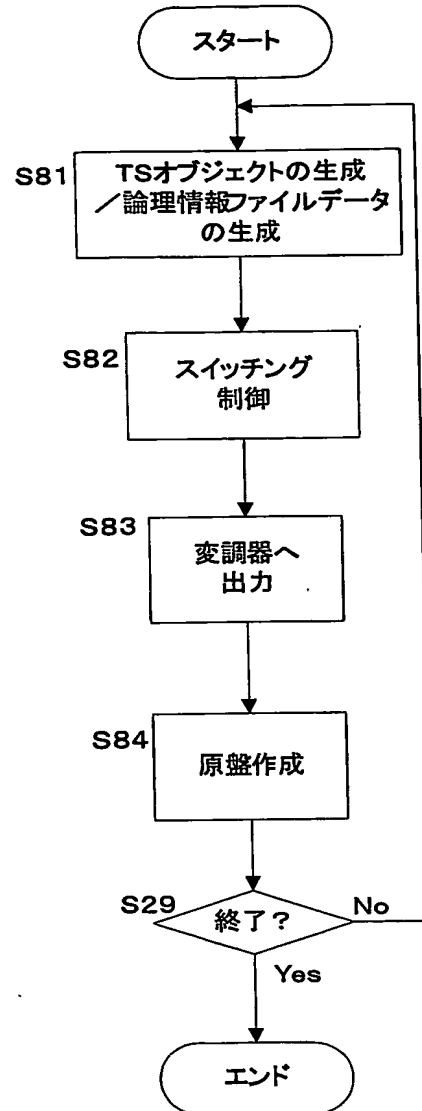 スタート
S81
TSオブジェクトの生成
／論理情報ファイルデータ
の生成
S82
スイッチング
制御
S83
変調器へ
出力
S84
原盤作成
S29
終了?
No
Yes
エンド